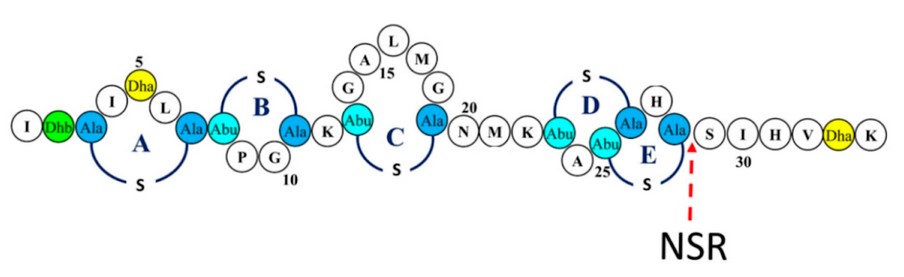 I Dhb Ala I Dha L Ala Abu P G Ala K Abu G A L M G Ala N M K Abu A Abu Ala H Ala S I H V Dha K
5 10 15 20 25 30
A B C D E
S S S S S
NSR